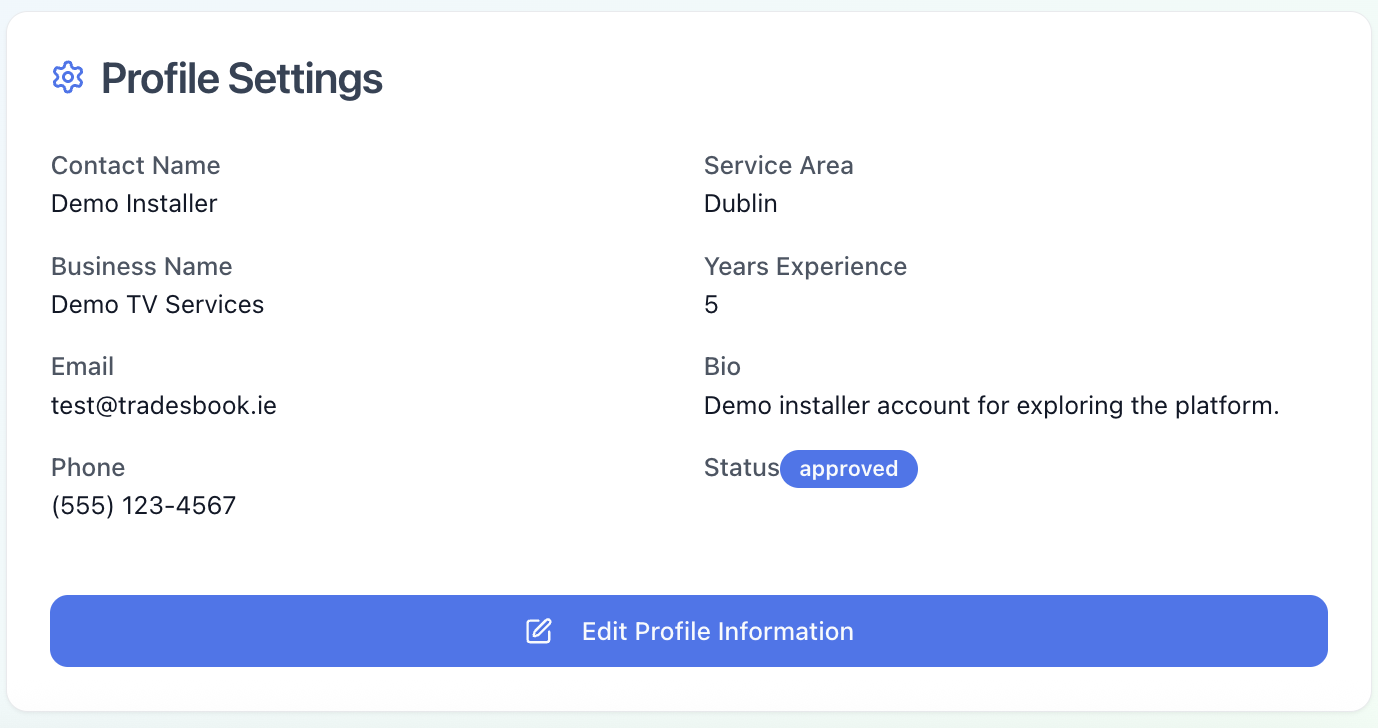 Profile Settings
Contact Name
Demo Installer
Business Name
Demo TV Services
Email
test@tradesbook.ie
Phone
(555) 123-4567
Service Area
Dublin
Years Experience
5
Bio
Demo installer account for exploring the platform.
Status approved
Edit Profile Information